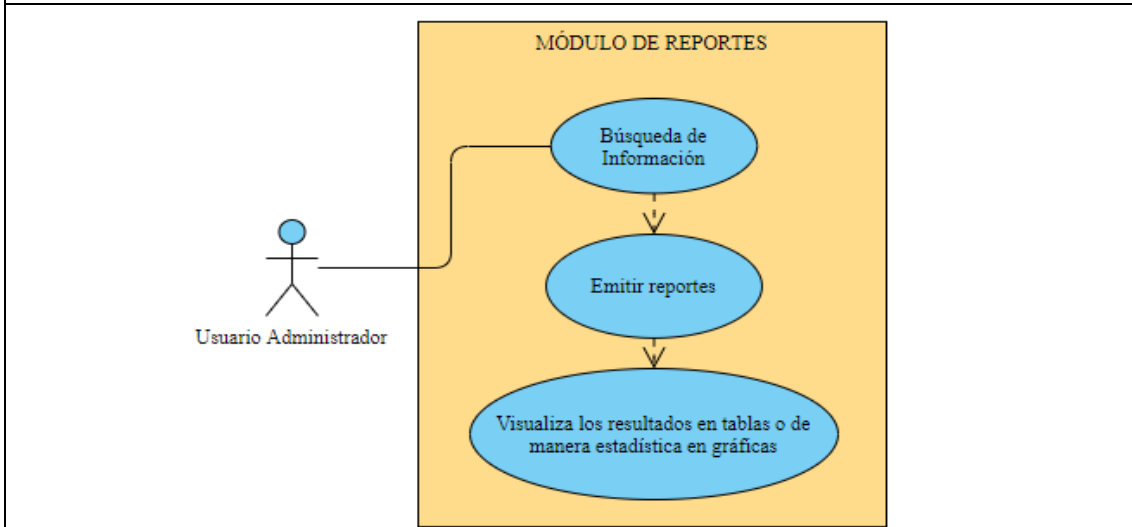 MÓDULO DE REPORTES
Búsqueda de
Información
Emitir reportes
Usuario Administrador
Visualiza los resultados en tablas o de
manera estadística en gráficas